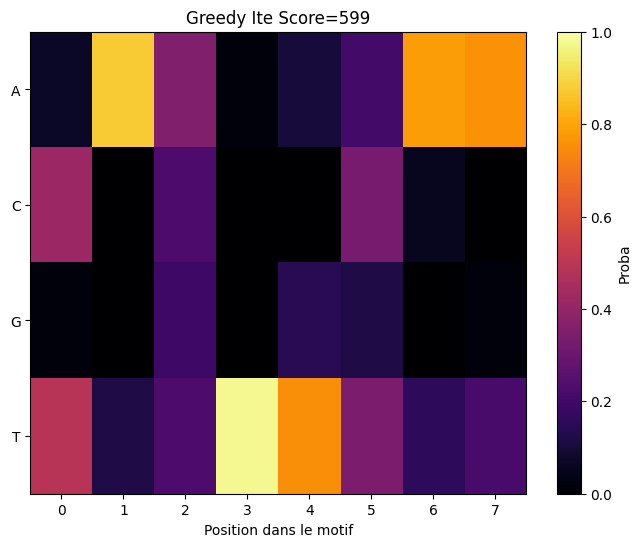 Greedy Ite Score=599
A
C
G
T
0 1 2 3 4 5 6 7
Position dans le motif
1.0
0.8
0.6
0.4
0.2
0.0
Proba